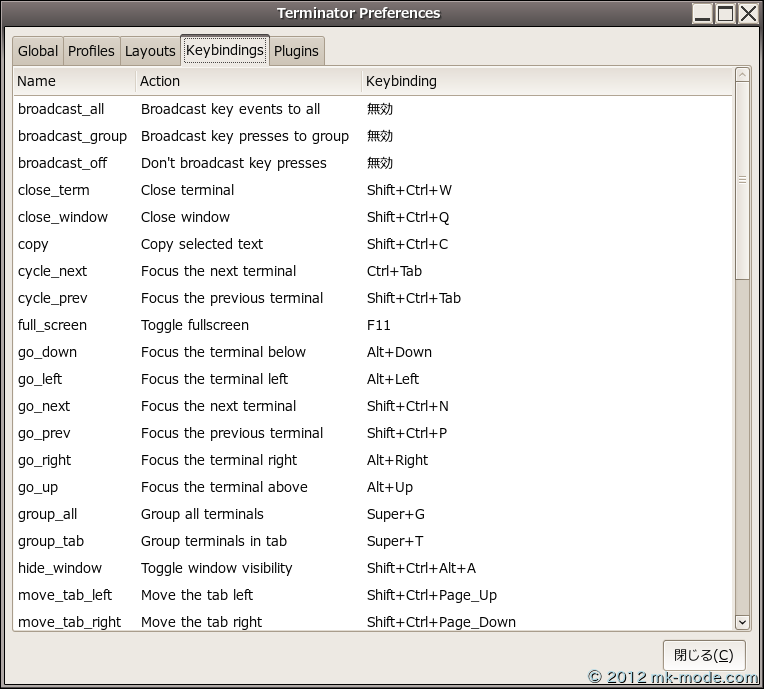 Terminator Preferences
Global Profiles Layouts Keybindings Plugins
Name Action Keybinding
broadcast_all Broadcast key events to all 無効
broadcast_group Broadcast key presses to group 無効
broadcast_off Don't broadcast key presses 無効
close_term Close terminal Shift+Ctrl+W
close_window Close window Shift+Ctrl+Q
copy Copy selected text Shift+Ctrl+C
cycle_next Focus the next terminal Ctrl+Tab
cycle_prev Focus the previous terminal Shift+Ctrl+Tab
full_screen Toggle fullscreen F11
go_down Focus the terminal below Alt+Down
go_left Focus the terminal left Alt+Left
go_next Focus the next terminal Shift+Ctrl+N
go_prev Focus the previous terminal Shift+Ctrl+P
go_right Focus the terminal right Alt+Right
go_up Focus the terminal above Alt+Up
group_all Group all terminals Super+G
group_tab Group terminals in tab Super+T
hide_window Toggle window visibility Shift+Ctrl+Alt+A
move_tab_left Move the tab left Shift+Ctrl+Page_Up
move_tab_right Move the tab right Shift+Ctrl+Page_Down
閉じる(C)
© 2012 mk-mode.com